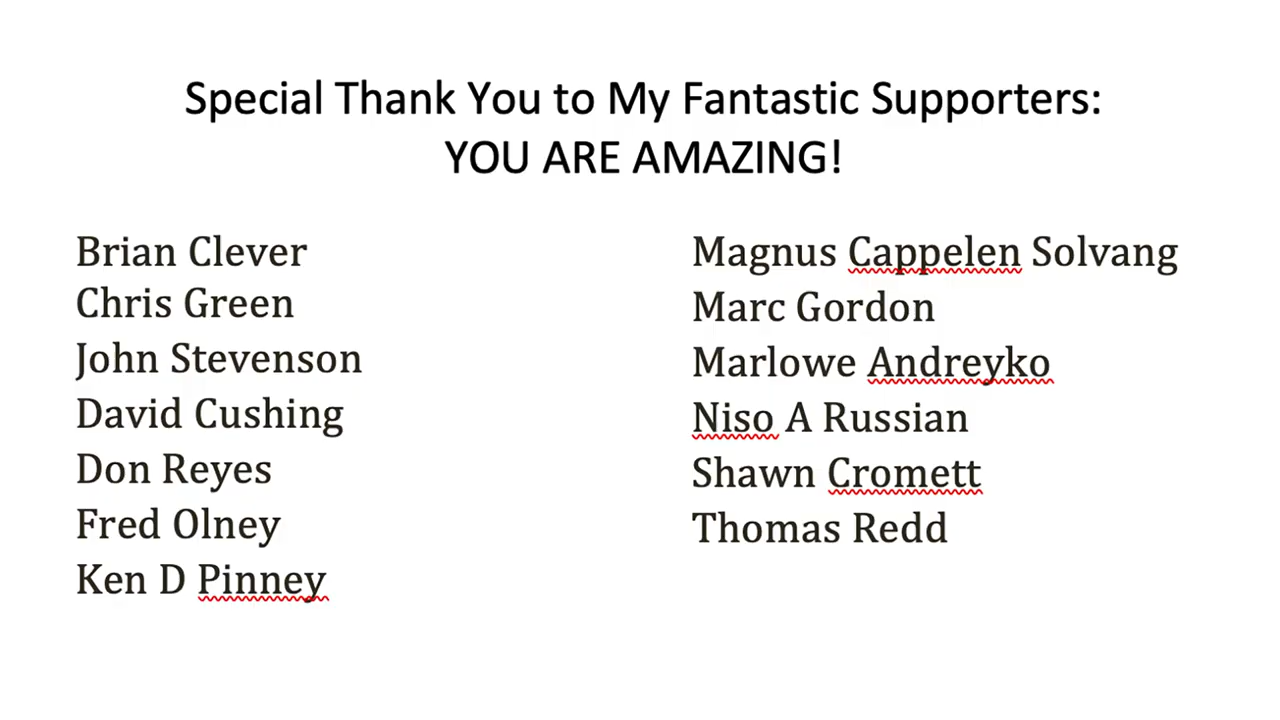 Special Thank You to My Fantastic Supporters:
YOU ARE AMAZING!
Brian Clever
Chris Green
John Stevenson
David Cushing
Don Reyes
Fred Olney
Ken D Pinney
Magnus Cappelen Solvang
Marc Gordon
Marlowe Andreyko
Niso A Russian
Shawn Cromett
Thomas Redd